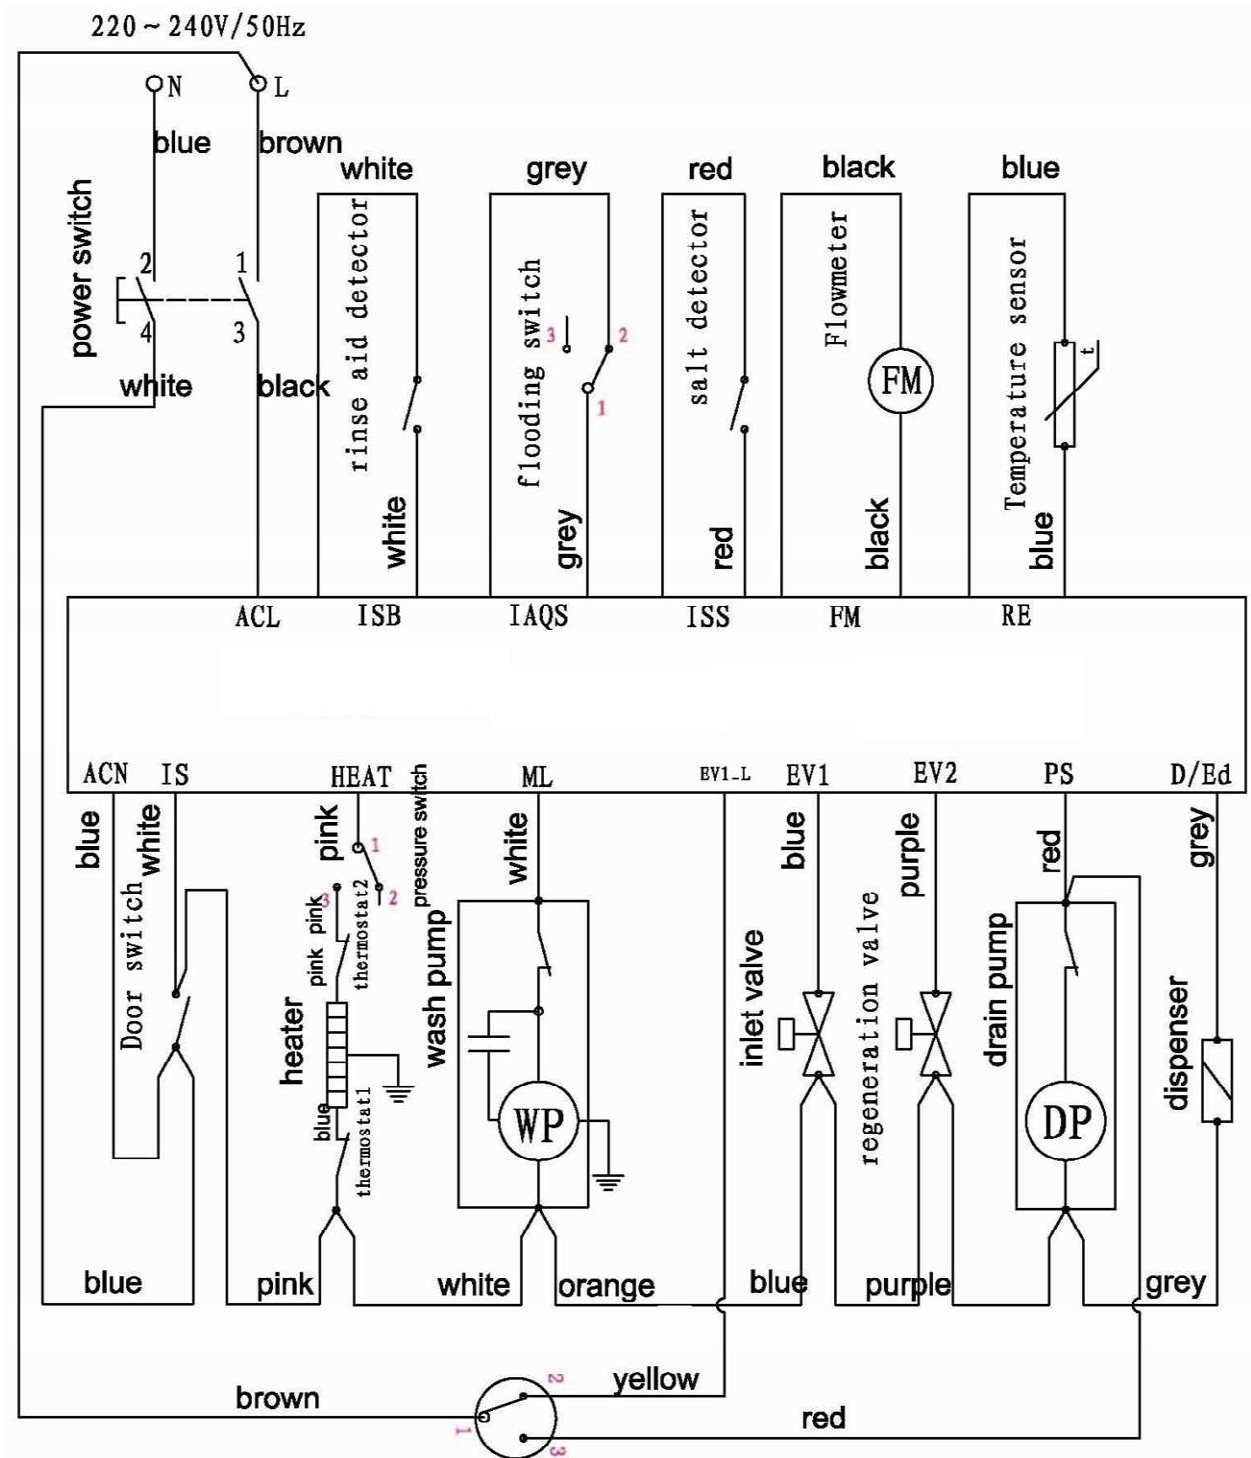 220~240V/50Hz
N
L
blue
brown
white
grey
red
black
blue
power switch
2
1
4
3
white
black
rinse aid detector
white
flooding switch
3
2
1
grey
salt detector
red
Flowmeter
FM
black
Temperature sensor
t
blue
ACL
ISB
IAQS
ISS
FM
RE
ACN
IS
HEAT
ML
EV1-L
EV1
EV2
PS
D/Ed
blue
white
Door switch
pink
1
2
3
pressure switch
pink
pink
thermostat2
heater
blue
thermostat1
white
wash pump
WP
blue
inlet valve
purple
regeneration valve
red
drain pump
DP
grey
dispenser
blue
pink
white
orange
blue
purple
grey
brown
1
2
3
yellow
red